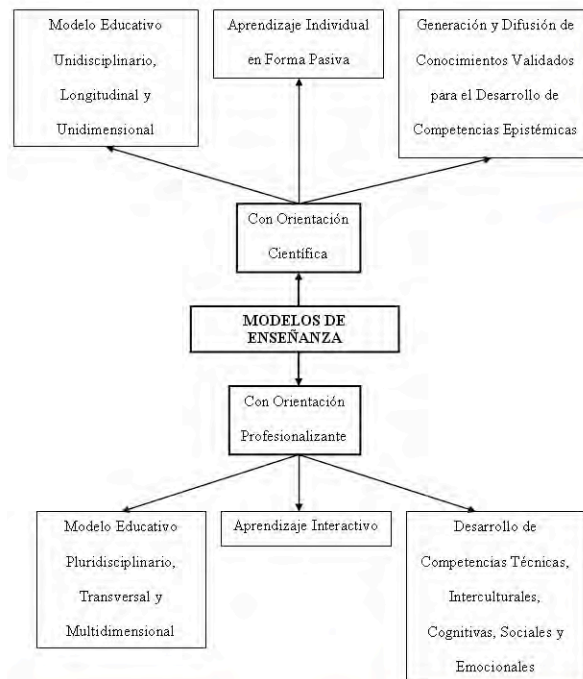 Modelo Educativo
Unidisciplinario,
Longitudinal y
Unidimensional
Aprendizaje Individual
en Forma Pasiva
Generación y Difusión de
Conocimientos Validados
para el Desarrollo de
Competencias Epistémicas
Con Orientación
Científica
MODELOS DE
ENSEÑANZA
Con Orientación
Profesionalizante
Modelo Educativo
Pluridisciplinario,
Transversal y
Multidimensional
Aprendizaje Interactivo
Desarrollo de
Competencias Técnicas,
Interculturales,
Cognitivas, Sociales y
Emocionales